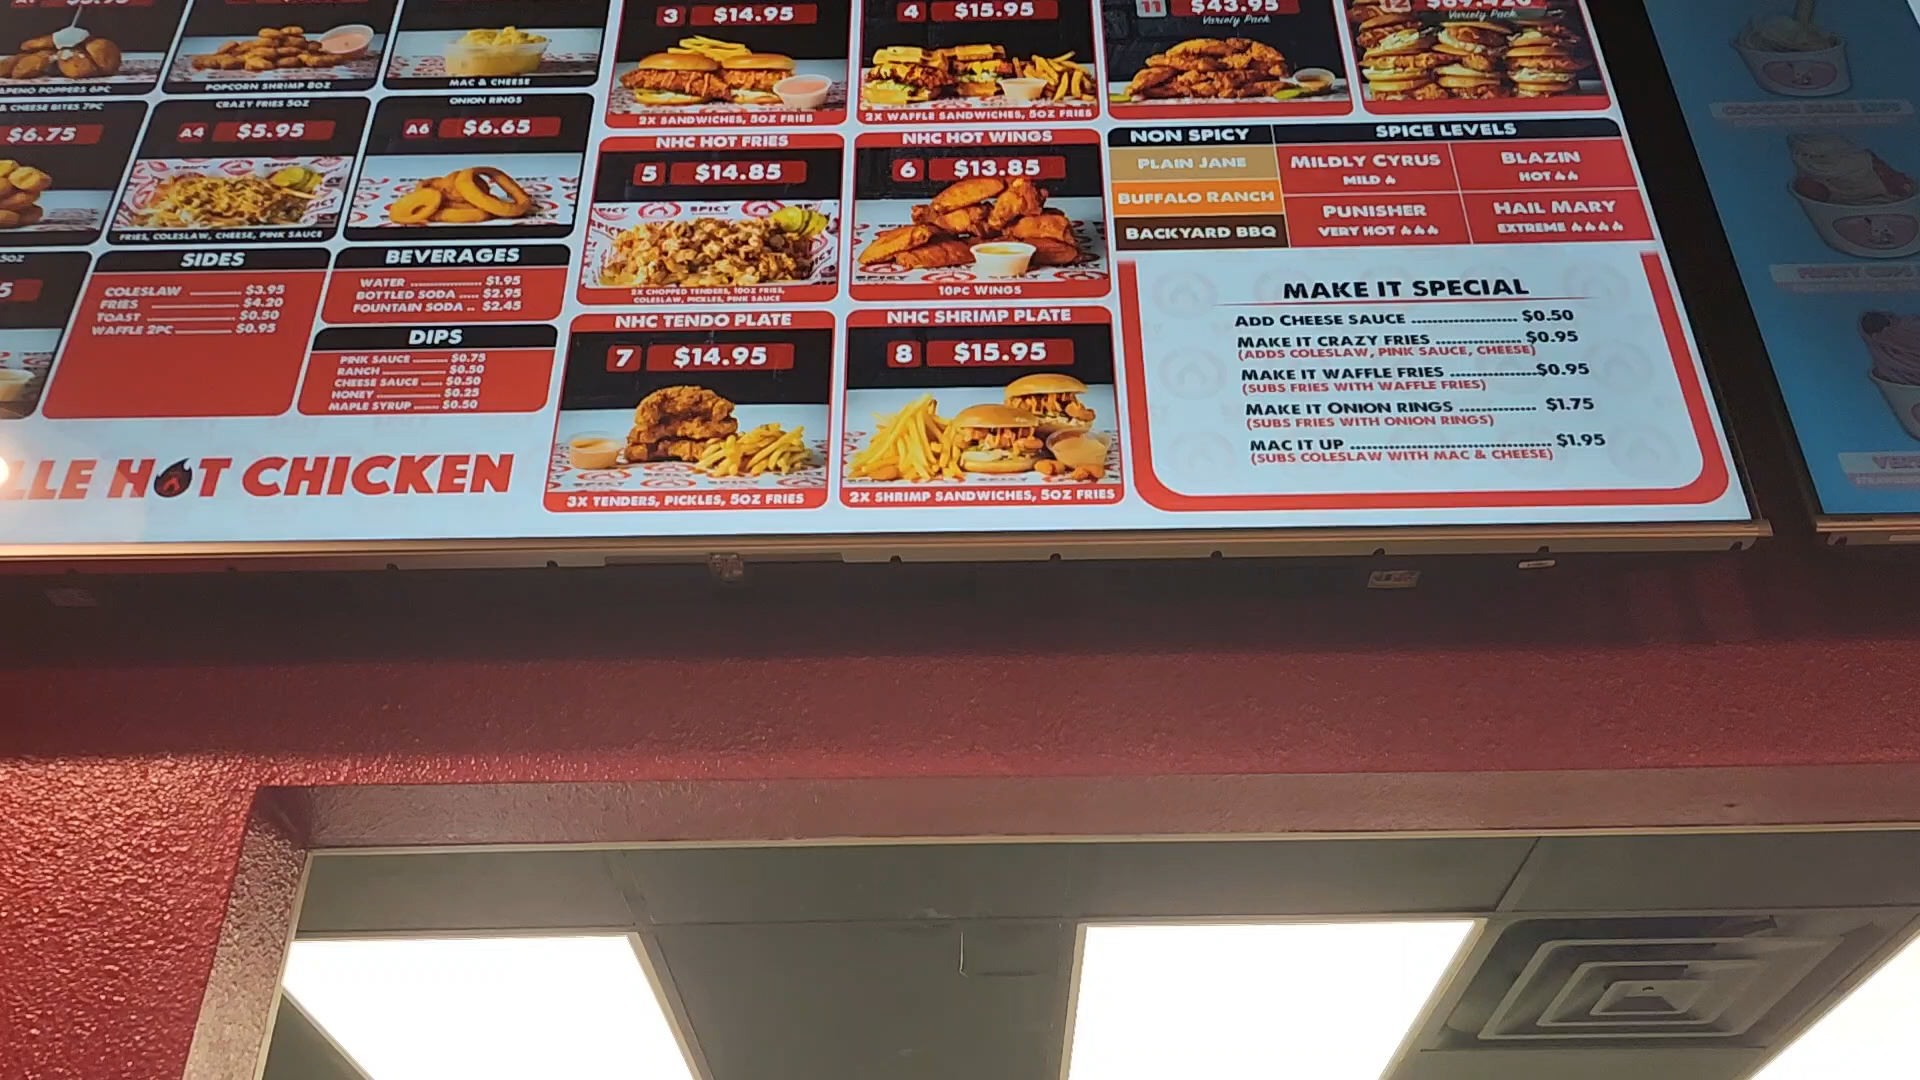 3 $14.95
4 $15.95
11 $43.95
Variety Pack
12 $69.420
Variety Pack
POPCORN SHRIMP 8OZ
MAC & CHEESE
2X SANDWICHES, 5OZ FRIES
2X WAFFLE SANDWICHES, 5OZ FRIES
& CHEESE BITES 7PC
$6.75
CRAZY FRIES 5OZ
A4 $5.95
FRIES, COLESLAW, CHEESE, PINK SAUCE
ONION RINGS
A6 $6.65
NHC HOT FRIES
5 $14.85
SPICY
2X CHOPPED TENDERS, 10OZ FRIES,
COLESLAW, PICKLES, PINK SAUCE
NHC HOT WINGS
6 $13.85
10PC WINGS
NON SPICY
PLAIN JANE
BUFFALO RANCH
BACKYARD BBQ
SPICE LEVELS
MILDLY CYRUS
MILD
BLAZIN
HOT
PUNISHER
VERY HOT
HAIL MARY
EXTREME
SIDES
COLESLAW $3.95
FRIES $4.20
TOAST $0.50
WAFFLE 2PC $0.95
BEVERAGES
WATER $1.95
BOTTLED SODA ..... $2.95
FOUNTAIN SODA .. $2.45
DIPS
PINK SAUCE $0.75
RANCH $0.50
CHEESE SAUCE $0.50
HONEY $0.25
MAPLE SYRUP $0.50
NHC TENDO PLATE
7 $14.95
3X TENDERS, PICKLES, 5OZ FRIES
NHC SHRIMP PLATE
8 $15.95
2X SHRIMP SANDWICHES, 5OZ FRIES
MAKE IT SPECIAL
ADD CHEESE SAUCE ..................... $0.50
MAKE IT CRAZY FRIES ................ $0.95
(ADDS COLESLAW, PINK SAUCE, CHEESE)
MAKE IT WAFFLE FRIES ................$0.95
(SUBS FRIES WITH WAFFLE FRIES)
MAKE IT ONION RINGS .............. $1.75
(SUBS FRIES WITH ONION RINGS)
MAC IT UP ..................................... $1.95
(SUBS COLESLAW WITH MAC & CHEESE)
LLE HOT CHICKEN